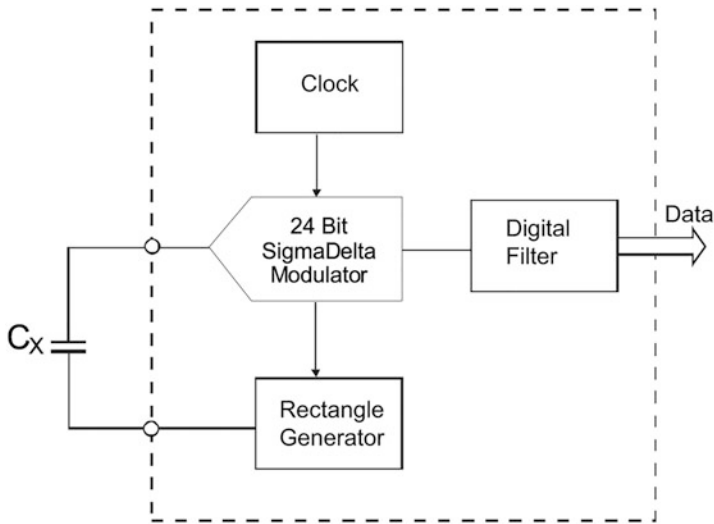 Clock
24 Bit
SigmaDelta
Modulator
Digital
Filter
Data
CX
Rectangle
Generator